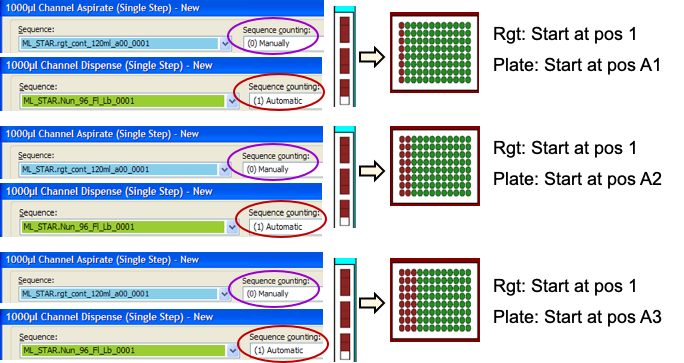 1000µl Channel Aspirate (Single Step) - New
Sequence:
Sequence counting:
ML_STAR.rgt_cont_120ml_a00_0001
(0) Manually
1000µl Channel Dispense (Single Step) - New
Sequence:
Sequence counting:
ML_STAR.Nun_96_Fl_Lb_0001
(1) Automatic
Rgt: Start at pos 1
Plate: Start at pos A1
1000µl Channel Aspirate (Single Step) - New
Sequence:
Sequence counting:
ML_STAR.rgt_cont_120ml_a00_0001
(0) Manually
1000µl Channel Dispense (Single Step) - New
Sequence:
Sequence counting:
ML_STAR.Nun_96_Fl_Lb_0001
(1) Automatic
Rgt: Start at pos 1
Plate: Start at pos A2
1000µl Channel Aspirate (Single Step) - New
Sequence:
Sequence counting:
ML_STAR.rgt_cont_120ml_a00_0001
(0) Manually
1000µl Channel Dispense (Single Step) - New
Sequence:
Sequence counting:
ML_STAR.Nun_96_Fl_Lb_0001
(1) Automatic
Rgt: Start at pos 1
Plate: Start at pos A3